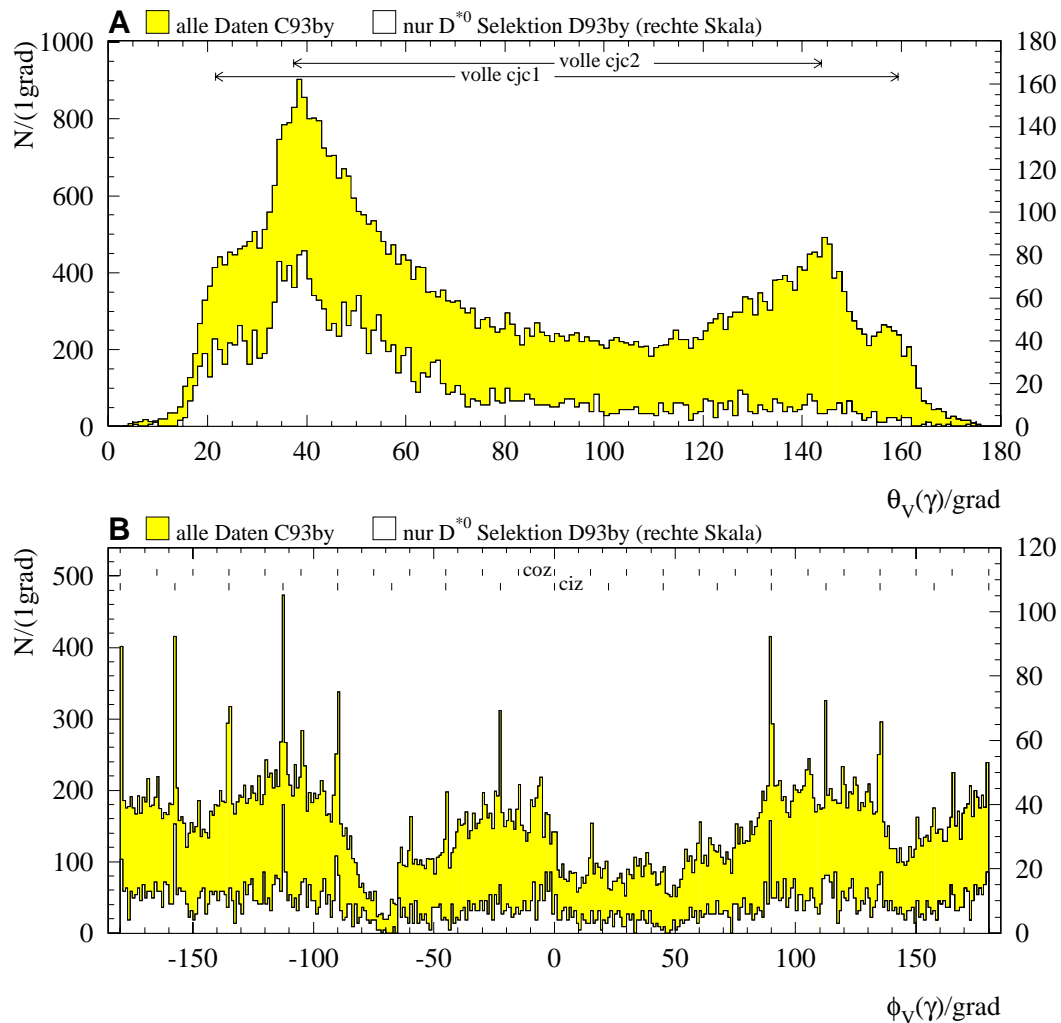 A alle Daten C93by nur D*0 Selektion D93by (rechte Skala)
N/(1grad)
1000
800
600
400
200
0
180
160
140
120
100
80
60
40
20
0
volle cjc2
volle cjc1
0 20 40 60 80 100 120 140 160 180
θV(γ)/grad
B alle Daten C93by nur D*0 Selektion D93by (rechte Skala)
N/(1grad)
500
400
300
200
100
0
120
100
80
60
40
20
0
coz
ciz
-150 -100 -50 0 50 100 150
ϕV(γ)/grad